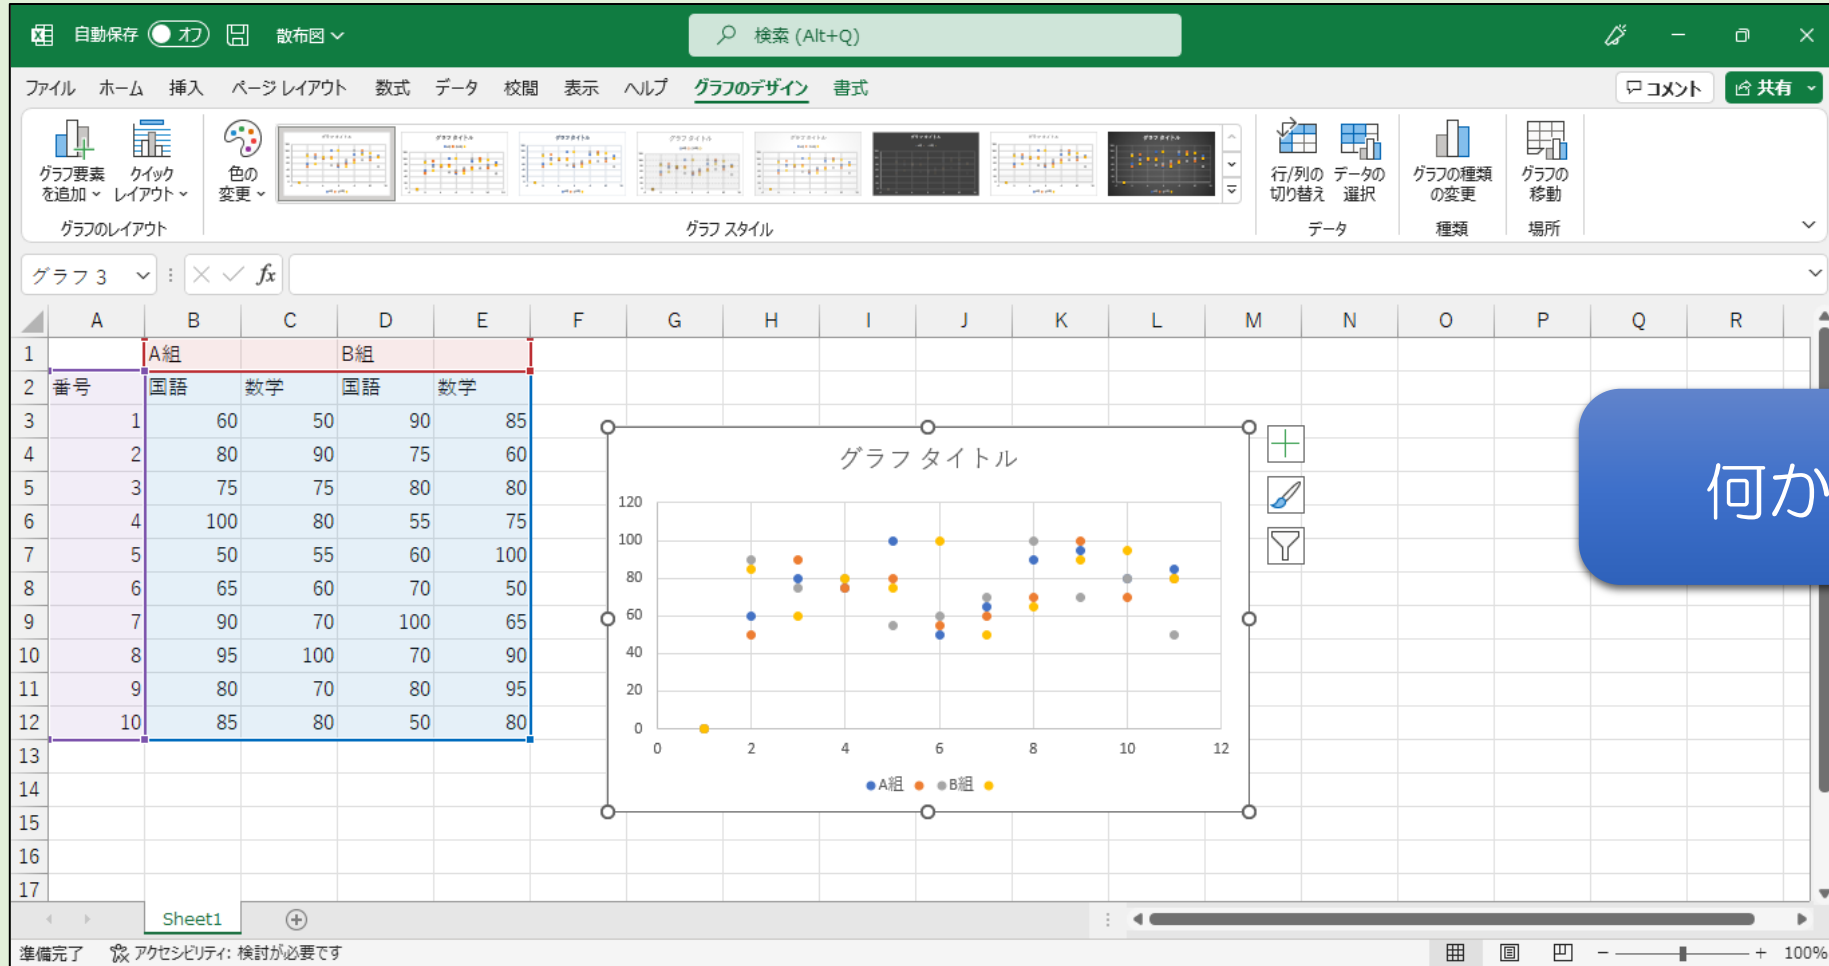 自動保存 オフ 散布図 検索 (Alt+Q)
ファイル ホーム 挿入 ページ レイアウト 数式 データ 校閲 表示 ヘルプ グラフのデザイン 書式 コメント 共有
グラフ要素を追加 クイックレイアウト 色の変更 行/列の切り替え データの選択 グラフの種類の変更 グラフの移動
グラフのレイアウト グラフ スタイル データ 種類 場所
グラフ 3 fx
A B C D E F G H I J K L M N O P Q R
1 A組 B組
2 番号 国語 数学 国語 数学
3 1 60 50 90 85
4 2 80 90 75 60
5 3 75 75 80 80
6 4 100 80 55 75
7 5 50 55 60 100
8 6 65 60 70 50
9 7 90 70 100 65
10 8 95 100 70 90
11 9 80 70 80 95
12 10 85 80 50 80
13
14
15
16
17
グラフ タイトル
120
100
80
60
40
20
0
0 2 4 6 8 10 12
A組 B組
何か
Sheet1
準備完了 アクセシビリティ: 検討が必要です 100%